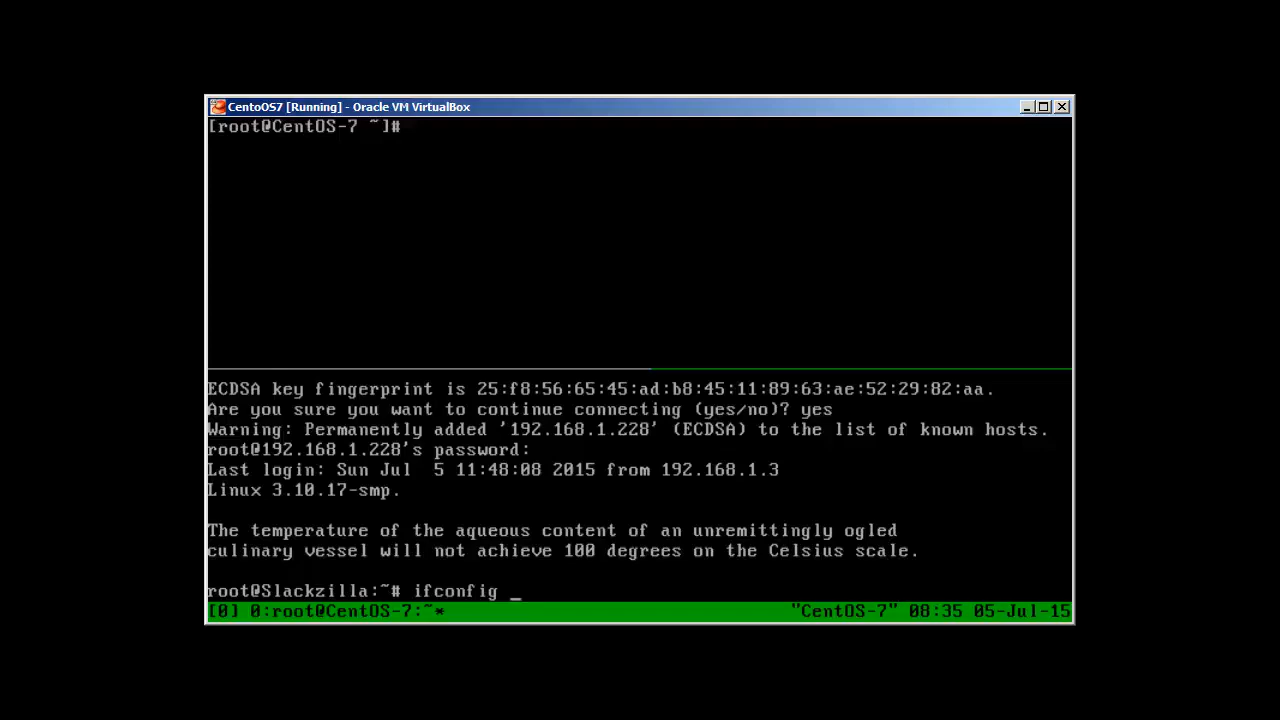 CentoOS7 [Running] - Oracle VM VirtualBox
[root@CentOS-7 ~]#
ECDSA key fingerprint is 25:f8:56:65:45:ad:b8:45:11:89:63:ae:52:29:82:aa.
Are you sure you want to continue connecting (yes/no)? yes
Warning: Permanently added '192.168.1.228' (ECDSA) to the list of known hosts.
root@192.168.1.228's password:
Last login: Sun Jul  5 11:48:08 2015 from 192.168.1.3
Linux 3.10.17-smp.
The temperature of the aqueous content of an unremittingly ogled
culinary vessel will not achieve 100 degrees on the Celsius scale.
root@Slackzilla:~# ifconfig _
[0] 0:root@CentOS-7:~* "CentOS-7" 08:35 05-Jul-15